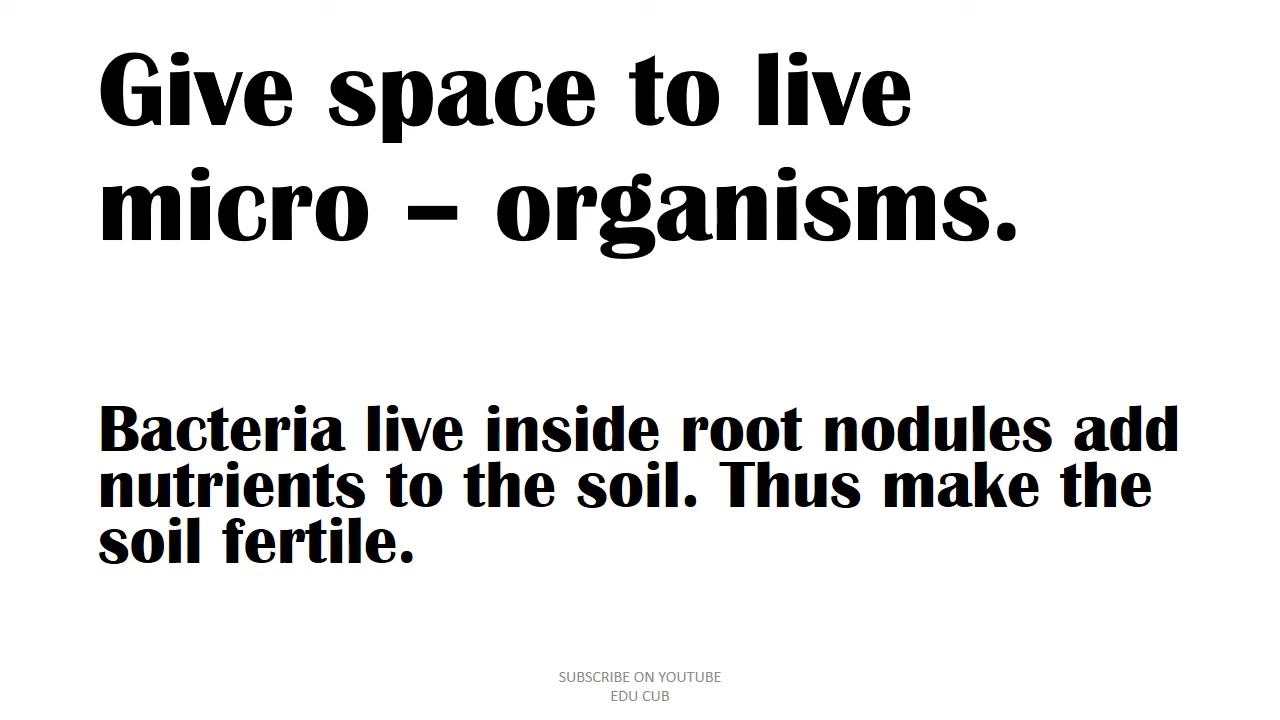 Give space to live
micro – organisms.
Bacteria live inside root nodules add
nutrients to the soil. Thus make the
soil fertile.
SUBSCRIBE ON YOUTUBE
EDU CUB